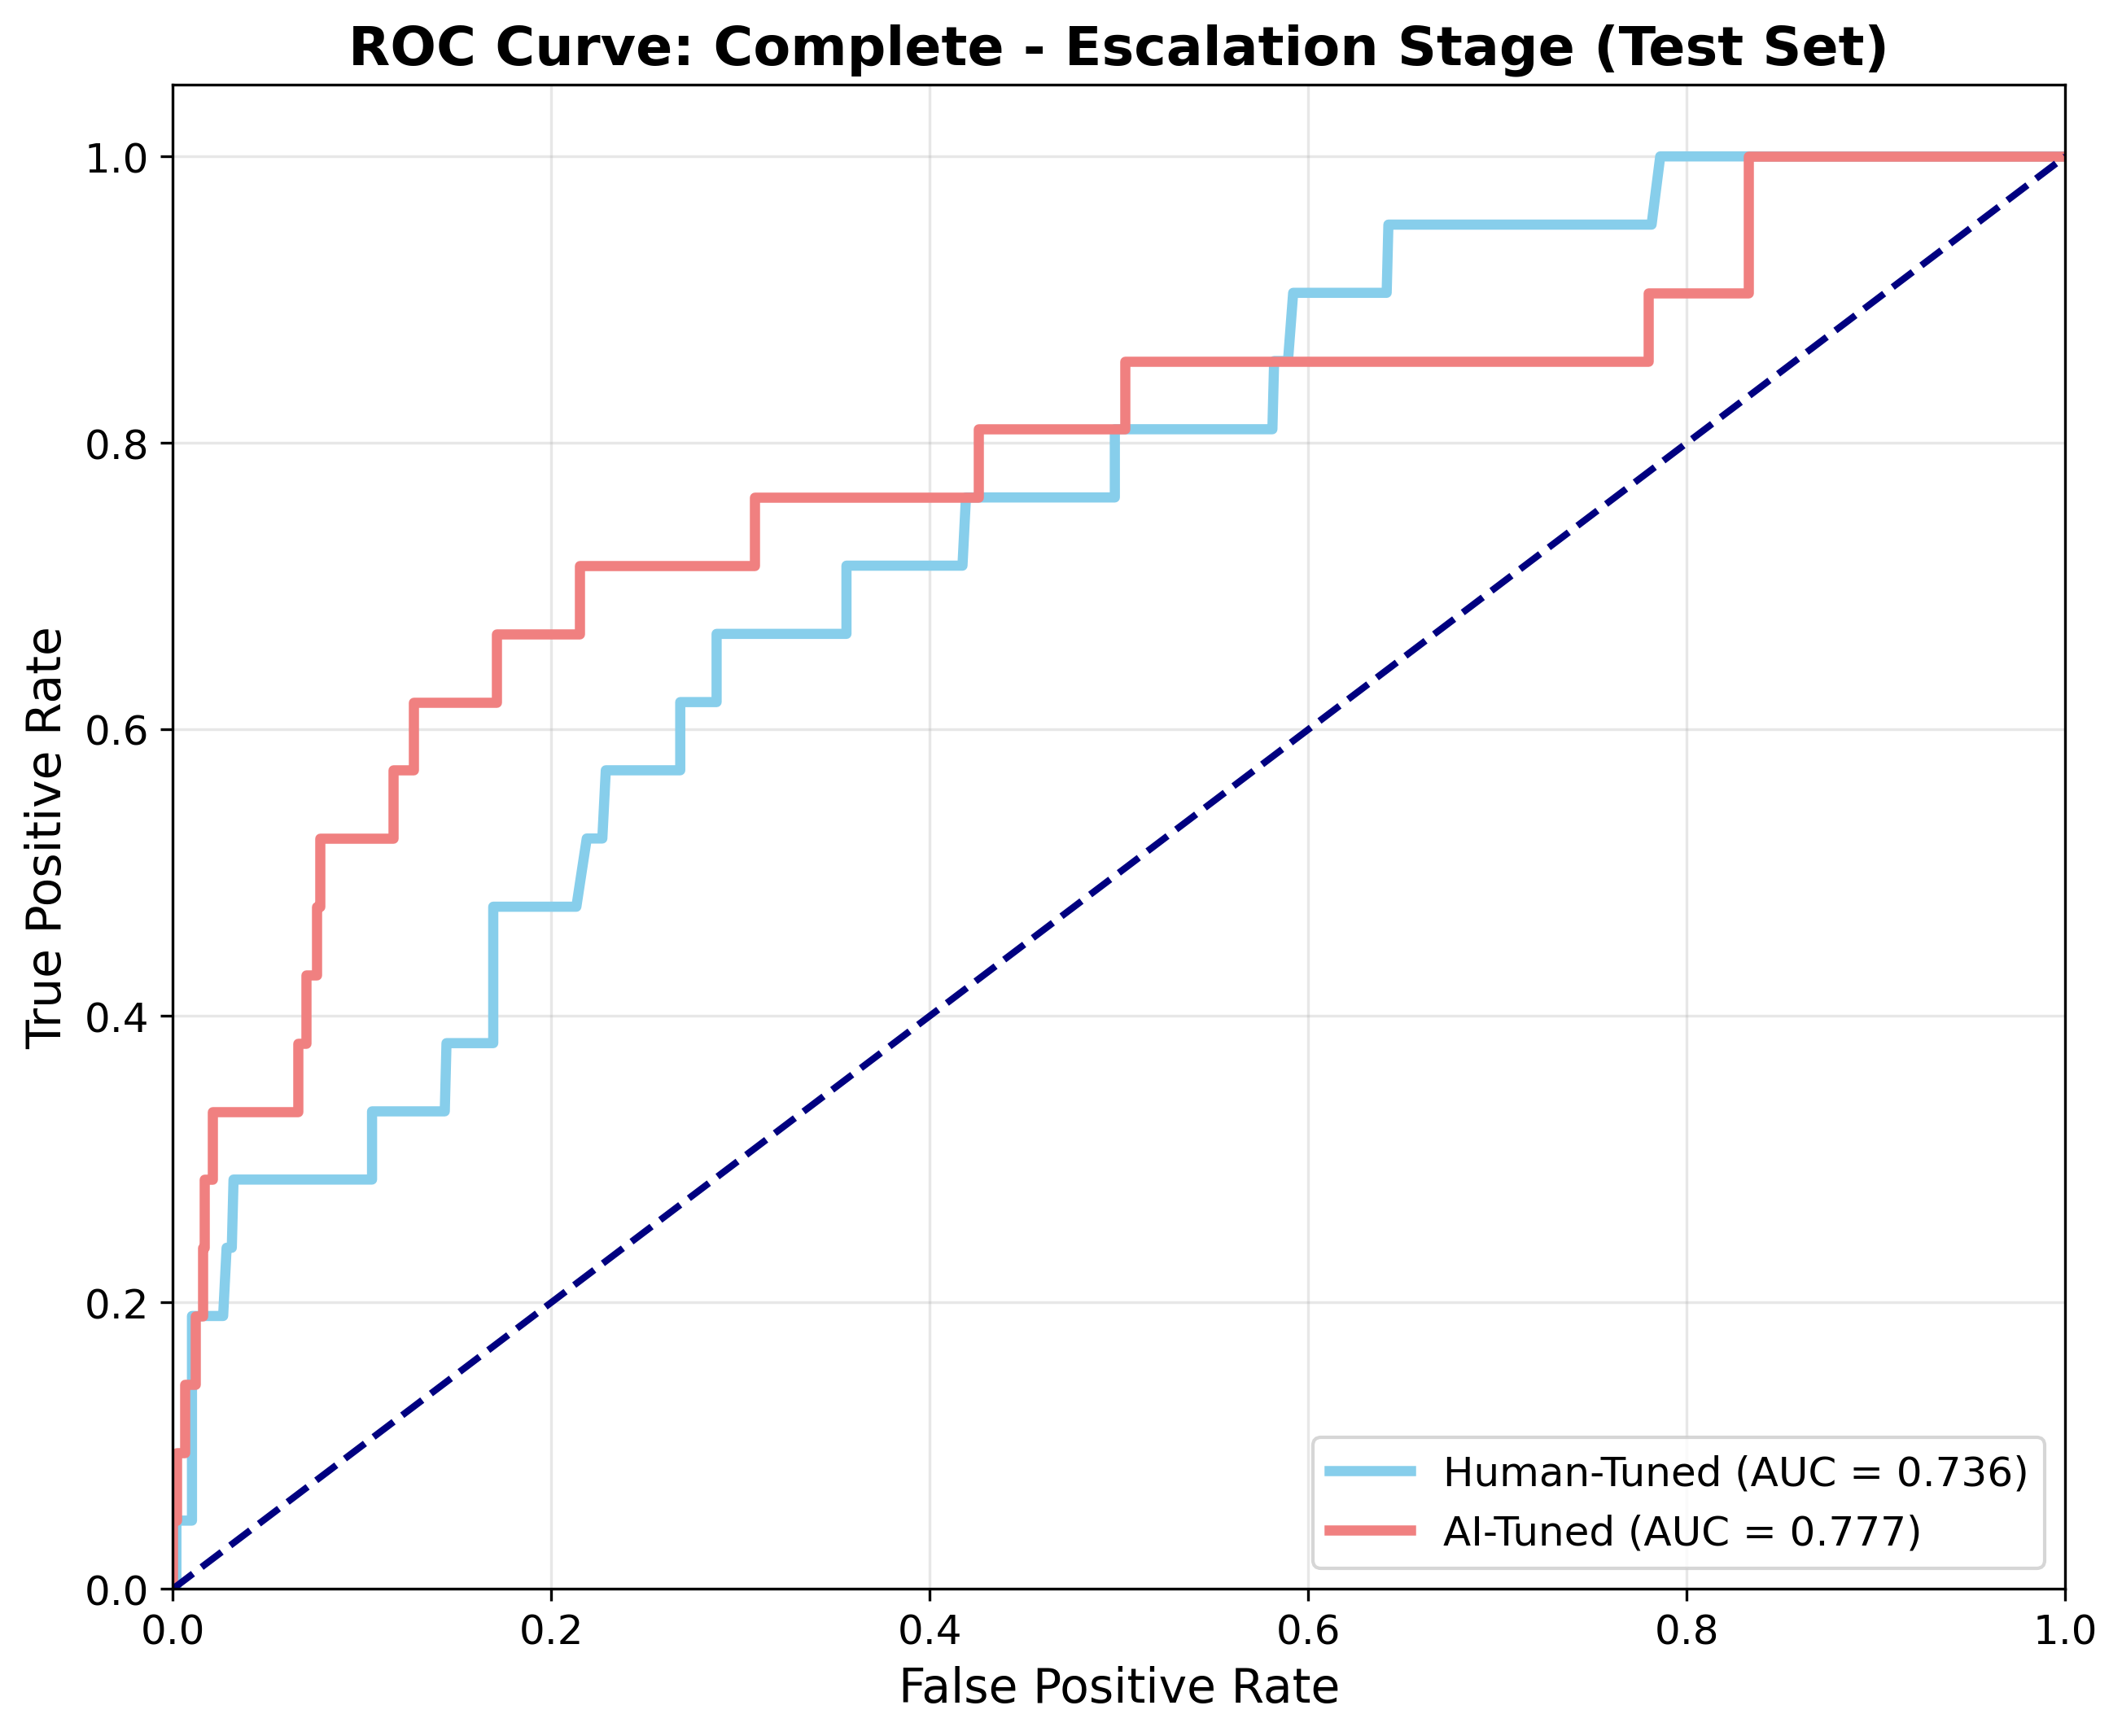 ROC Curve: Complete - Escalation Stage (Test Set)
True Positive Rate
1.0
0.8
0.6
0.4
0.2
0.0
0.0 0.2 0.4 0.6 0.8 1.0
False Positive Rate
Human-Tuned (AUC = 0.736)
AI-Tuned (AUC = 0.777)